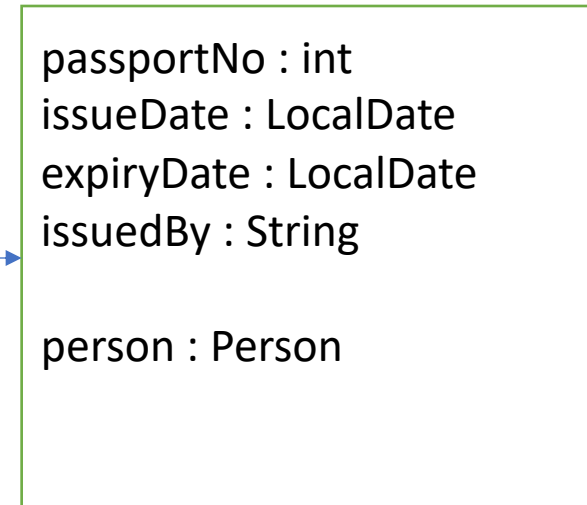 passportNo : int
issueDate : LocalDate
expiryDate : LocalDate
issuedBy : String
person : Person